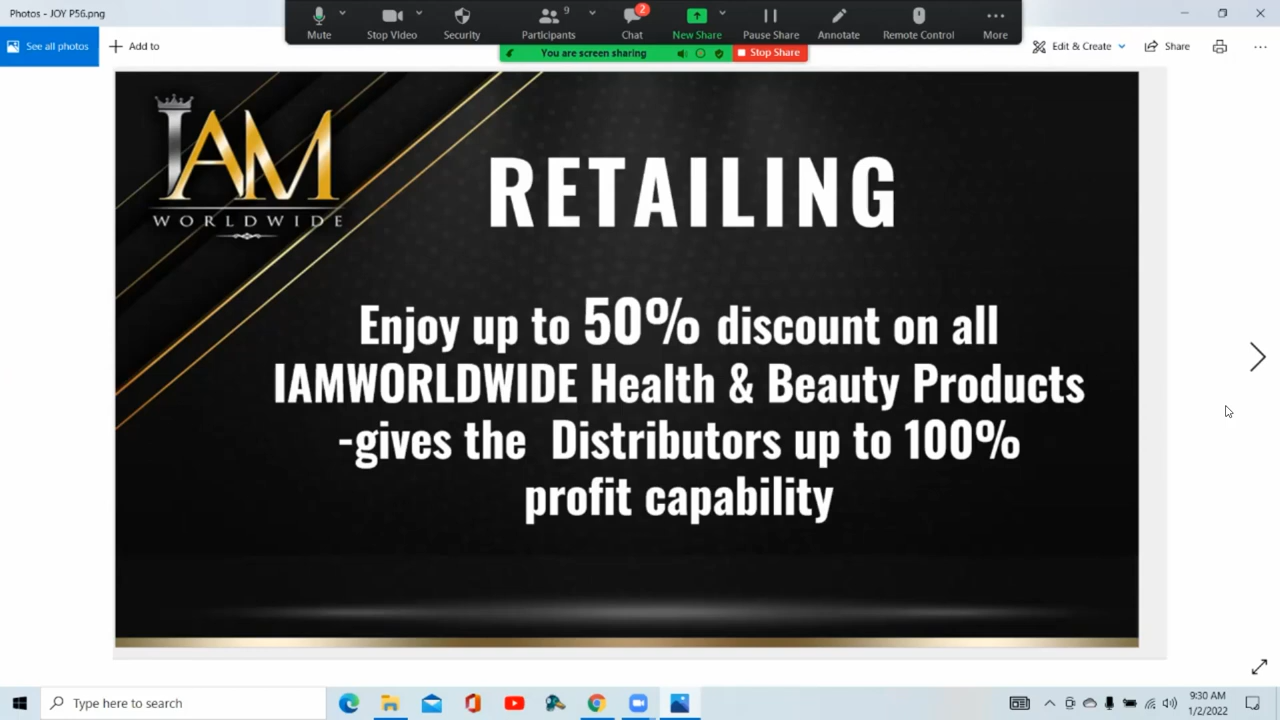 Photos - JOY P56.png
Mute
Stop Video
Security
9
Participants
2
Chat
New Share
Pause Share
Annotate
Remote Control
More
You are screen sharing
Stop Share
See all photos
Add to
Edit & Create
Share
IAM
WORLDWIDE
RETAILING
Enjoy up to 50% discount on all
IAMWORLDWIDE Health & Beauty Products
-gives the Distributors up to 100%
profit capability
Type here to search
9:30 AM
1/2/2022